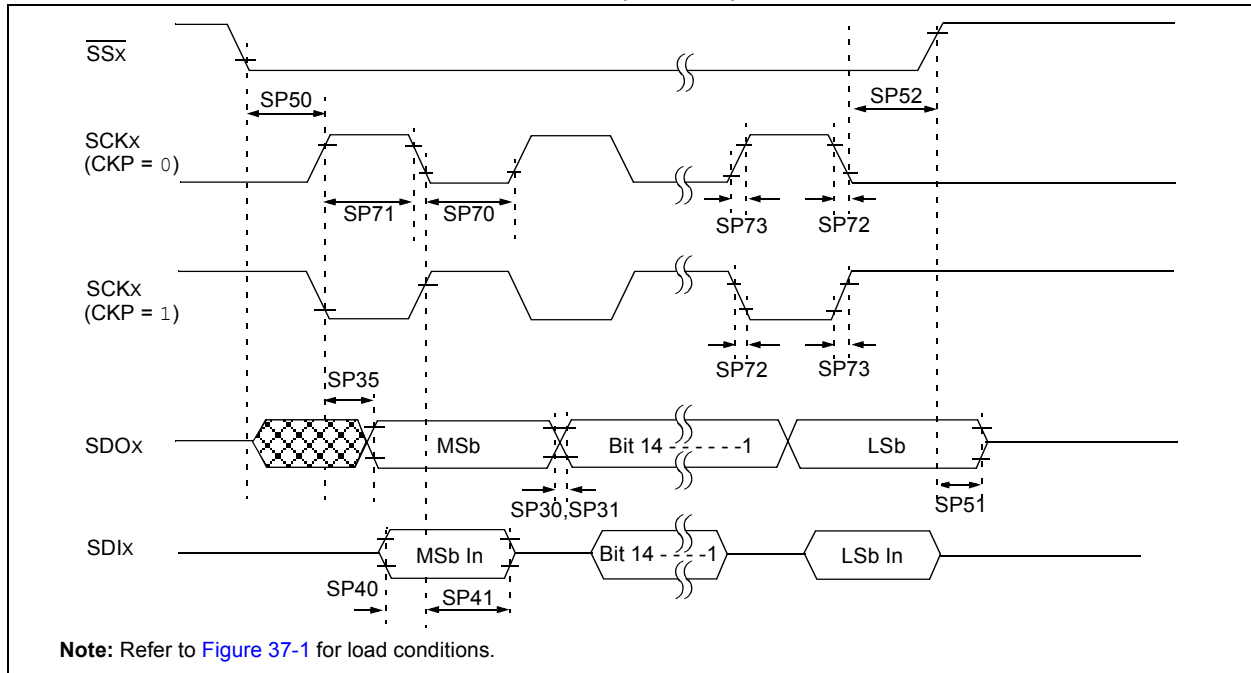 SSX
SP50
SP52
SCKX
(CKP = 0)
SP71
SP70
SP73
SP72
SCKX
(CKP = 1)
SP72
SP73
SP35
SDOX
MSb
Bit 14 - - - - - -1
LSb
SP30,SP31
SP51
SDIX
MSb In
Bit 14 - - - -1
LSb In
SP40
SP41
Note: Refer to Figure 37-1 for load conditions.